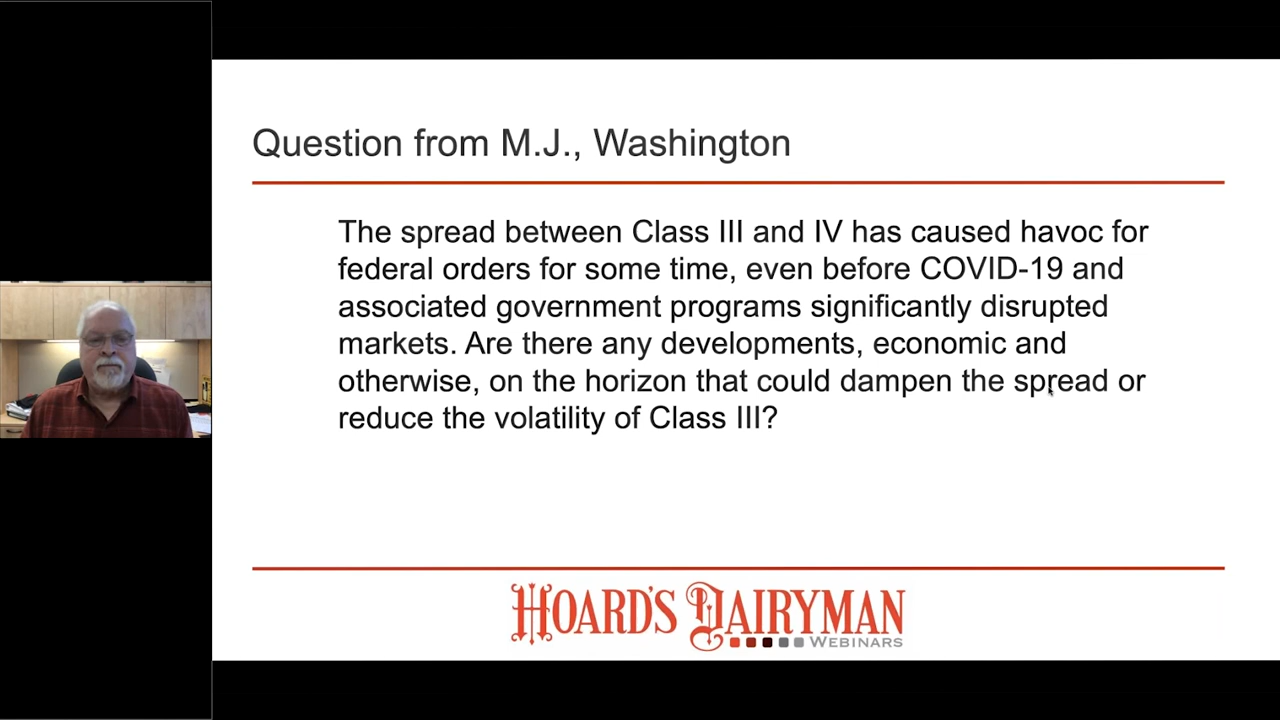 Question from M.J., Washington
The spread between Class III and IV has caused havoc for
federal orders for some time, even before COVID-19 and
associated government programs significantly disrupted
markets. Are there any developments, economic and
otherwise, on the horizon that could dampen the spread or
reduce the volatility of Class III?
HOARD'S DAIRYMAN
WEBINARS